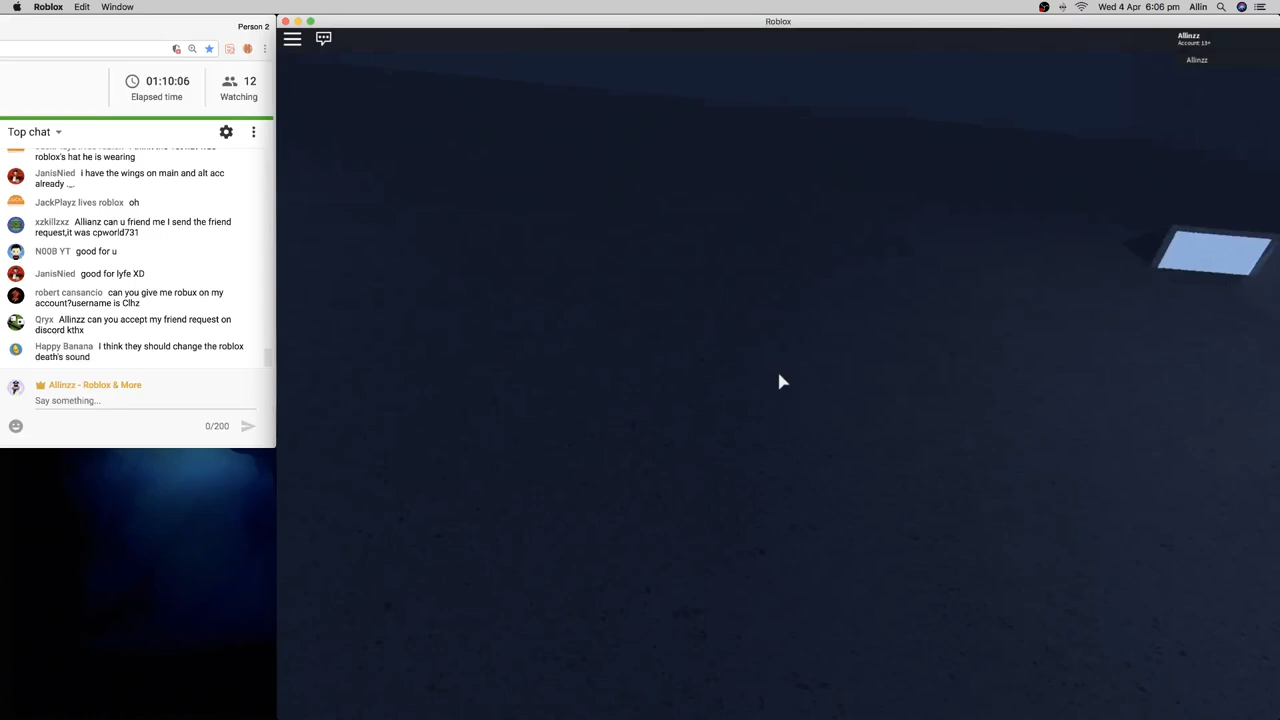 Roblox Edit Window
Wed 4 Apr 6:06 pm Allin
Person 2
Roblox
Allinzz
Account: 13+
Allinzz
01:10:06
Elapsed time
12
Watching
Top chat
roblox's hat he is wearing
JanisNied i have the wings on main and alt acc
already ._.
JackPlayz lives roblox oh
xzkillzxz Allianz can u friend me I send the friend
request,it was cpworld731
N00B YT good for u
JanisNied good for lyfe XD
robert cansancio can you give me robux on my
account?username is Clhz
Qryx Allinzz can you accept my friend request on
discord kthx
Happy Banana I think they should change the roblox
death's sound
Allinzz - Roblox & More
Say something...
0/200